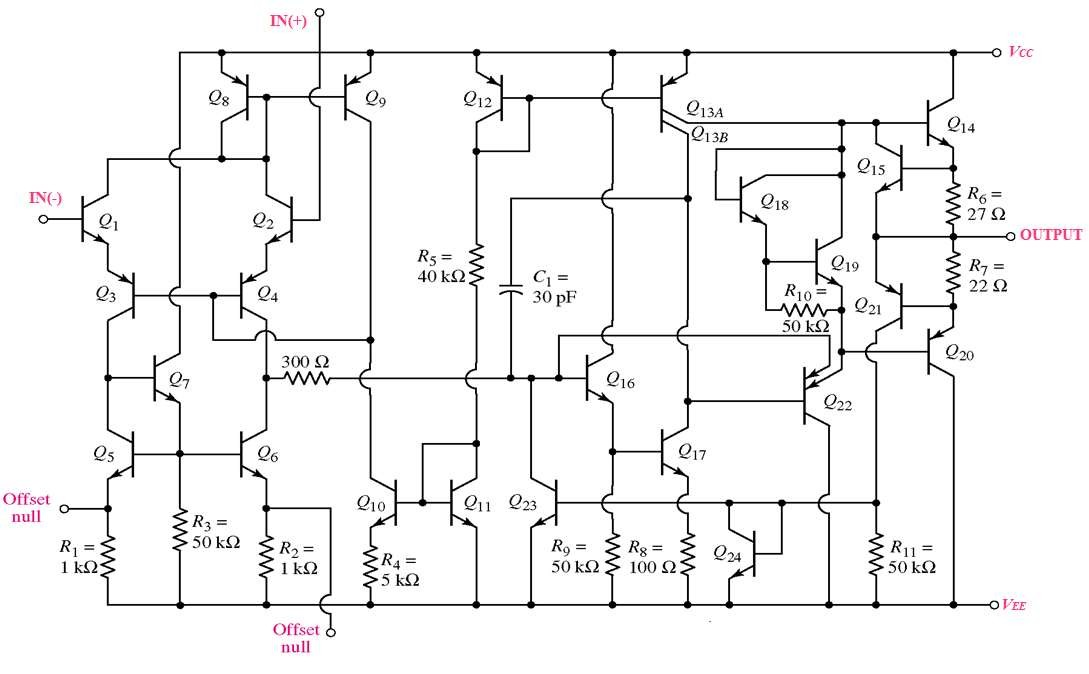 IN(+)
VCC
Q8
Q9
Q12
Q13A
Q13B
Q14
Q15
IN(-)
Q1
Q2
Q18
R6 =
27 Ω
OUTPUT
R5 =
40 kΩ
C1 =
30 pF
Q19
R7 =
22 Ω
Q3
Q4
R10 =
50 kΩ
Q21
Q20
300 Ω
Q7
Q16
Q22
Q5
Q6
Q17
Offset
null
Q10
Q11
Q23
R3 =
50 kΩ
R1 =
1 kΩ
R2 =
1 kΩ
R4 =
5 kΩ
R9 =
50 kΩ
R8 =
100 Ω
Q24
R11 =
50 kΩ
VEE
Offset
null